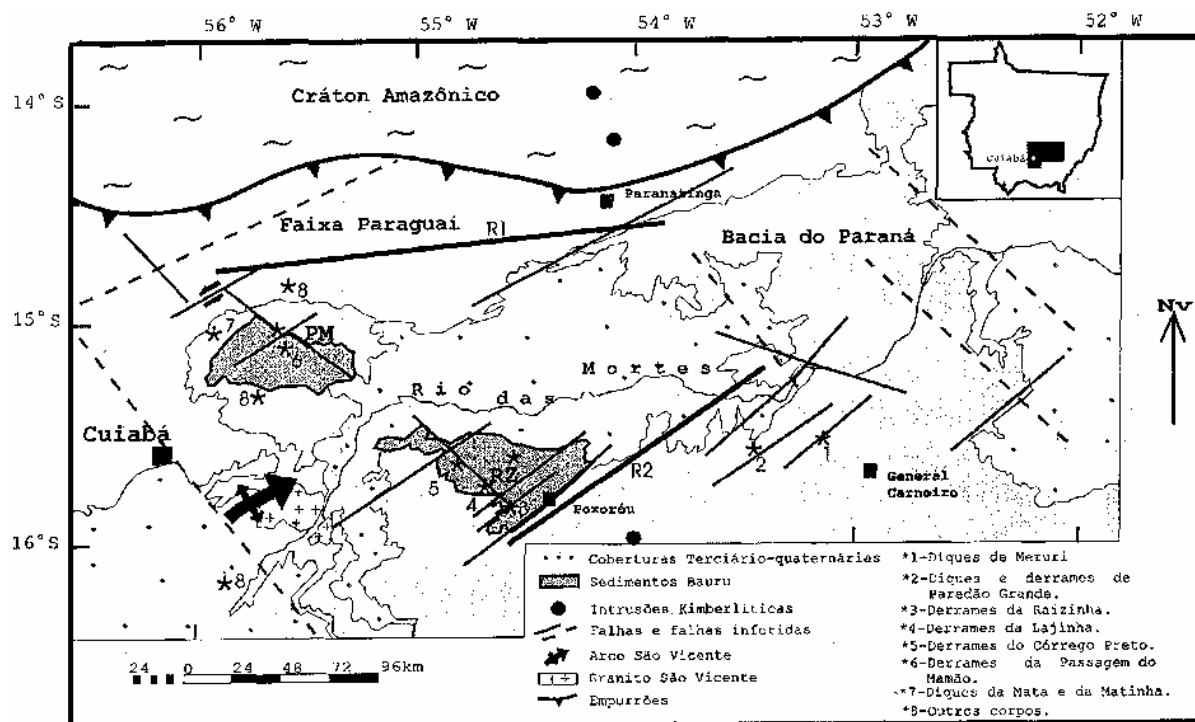 56° W 55° W 54° W 53° W 52° W
14° S
Cráton Amazônico
Cuiabá
Paranatinga
Faixa Paraguai
R1
Bacia do Paraná
Nv
8
15° S
7
PM
6
8
Mortes
Rio das
Cuiabá
RZ
5
4
3
R2
2
1
General
Carneiro
Poxoréu
16° S
8
Coberturas Terciário-quaternárias
Sedimentos Bauru
Intrusões Kimberlíticas
Falhas e falhas inferidas
Arco São Vicente
Granito São Vicente
Empurrões
*1-Diques de Meruri
*2-Diques e derrames de
Paredão Grande.
*3-Derrames da Raizinha.
*4-Derrames da Lajinha.
*5-Derrames do Córrego Preto.
*6-Derrames da Passagem do
Mamão.
*7-Diques da Mata e da Matinha.
*8-Outros corpos.
24 0 24 48 72 96km